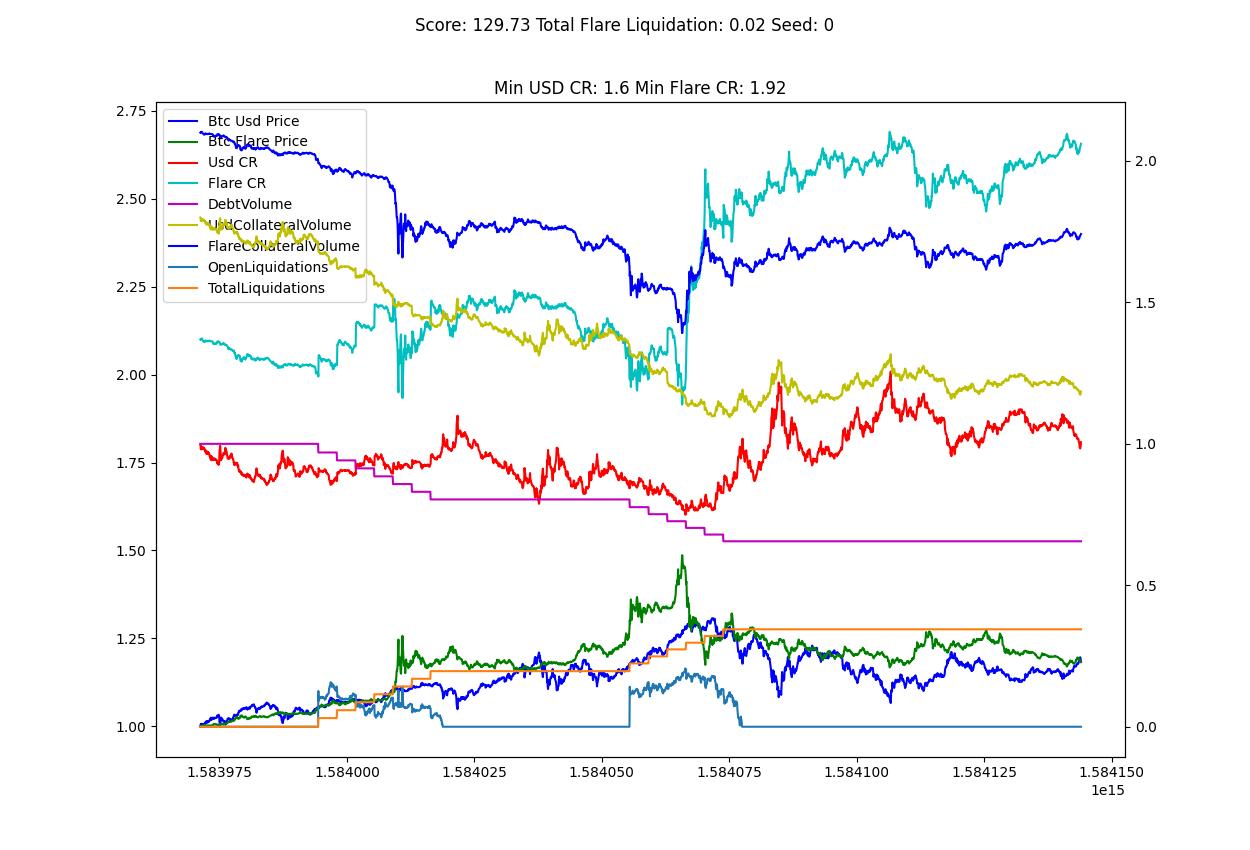 Score: 129.73 Total Flare Liquidation: 0.02 Seed: 0
Min USD CR: 1.6 Min Flare CR: 1.92
Btc Usd Price
Btc Flare Price
Usd CR
Flare CR
DebtVolume
UsdCollateralVolume
FlareCollateralVolume
OpenLiquidations
TotalLiquidations
2.75
2.50
2.25
2.00
1.75
1.50
1.25
1.00
2.0
1.5
1.0
0.5
0.0
1.583975 1.584000 1.584025 1.584050 1.584075 1.584100 1.584125 1.584150
1e15